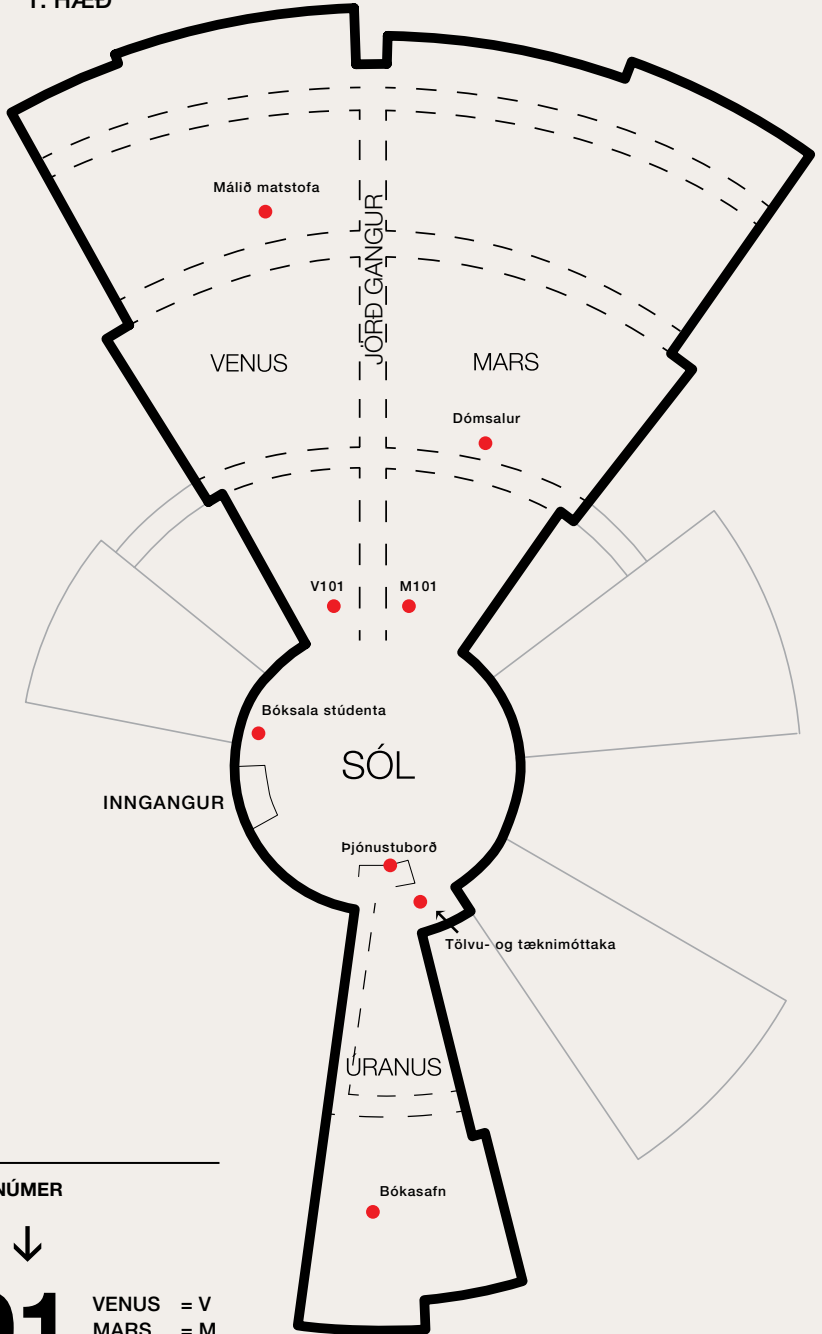 1. HÆÐ
Málið matstofa
JÖRÐ GANGUR
VENUS
MARS
Dómsalur
V101
M101
Bóksala stúdenta
SÓL
INNGANGUR
Þjónustuborð
Tölvu- og tæknimóttaka
ÚRANUS
Bókasafn
NÚMER
↓
01
VENUS = V
MARS = M